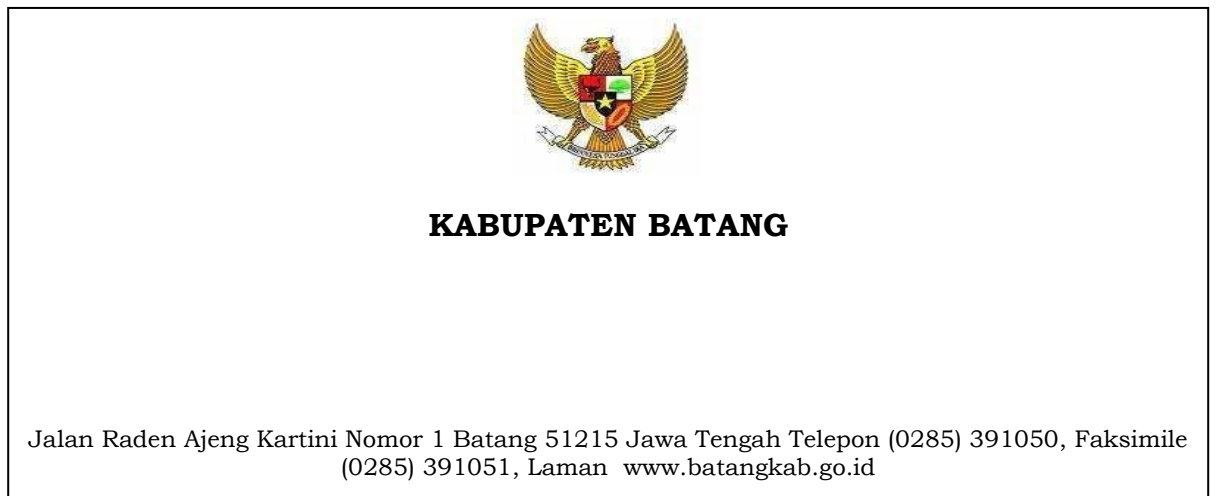 KABUPATEN BATANG
Jalan Raden Ajeng Kartini Nomor 1 Batang 51215 Jawa Tengah Telepon (0285) 391050, Faksimile
(0285) 391051, Laman www.batangkab.go.id